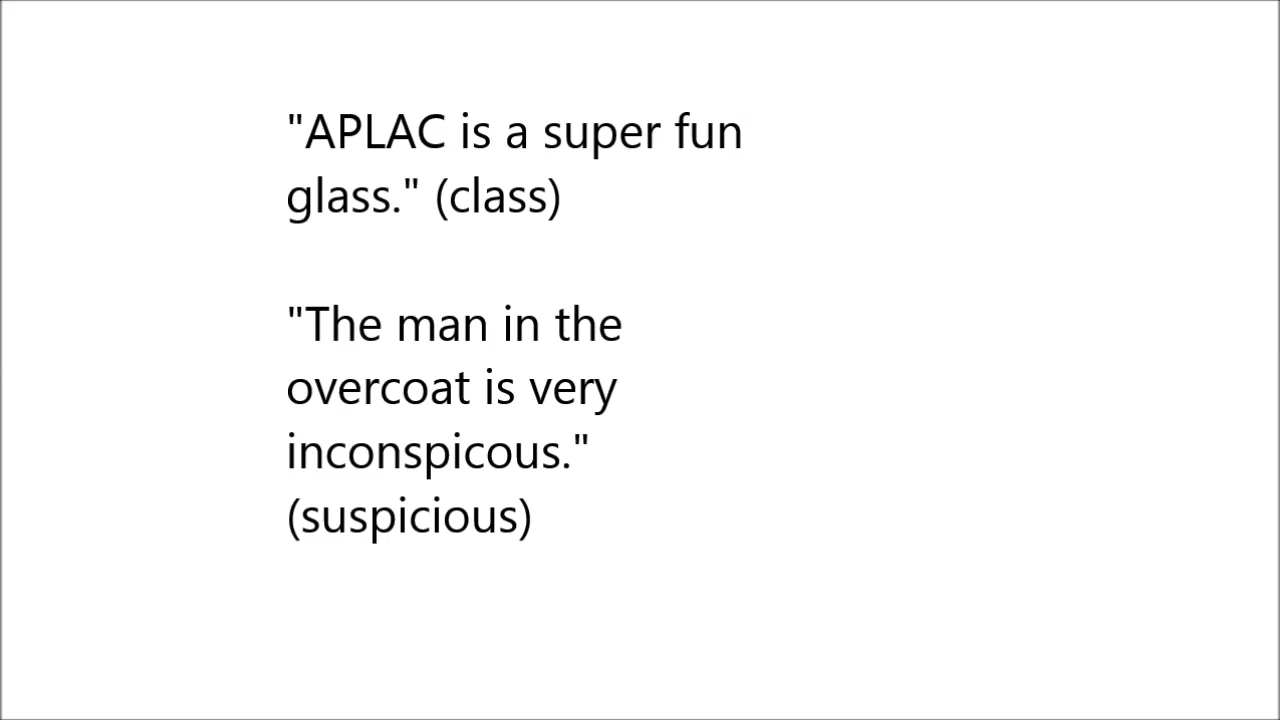 "APLAC is a super fun
glass." (class)
"The man in the
overcoat is very
inconspicous."
(suspicious)